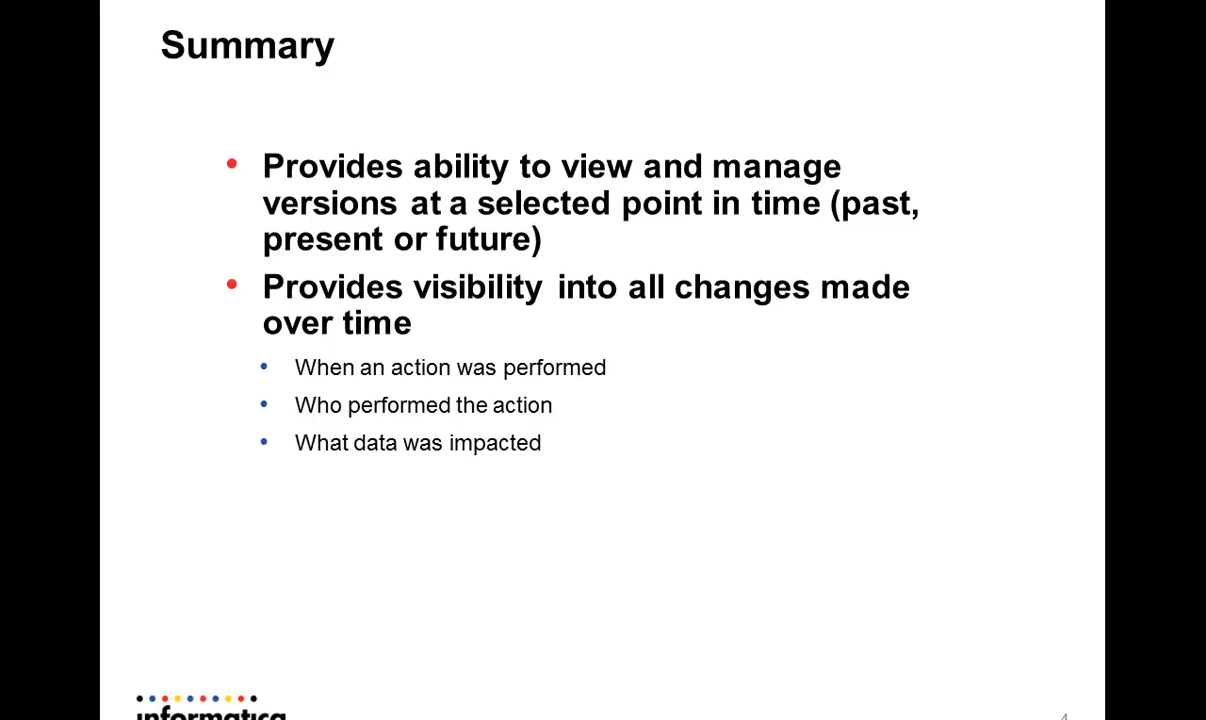 Summary
• Provides ability to view and manage
versions at a selected point in time (past,
present or future)
• Provides visibility into all changes made
over time
• When an action was performed
• Who performed the action
• What data was impacted
informatica
4